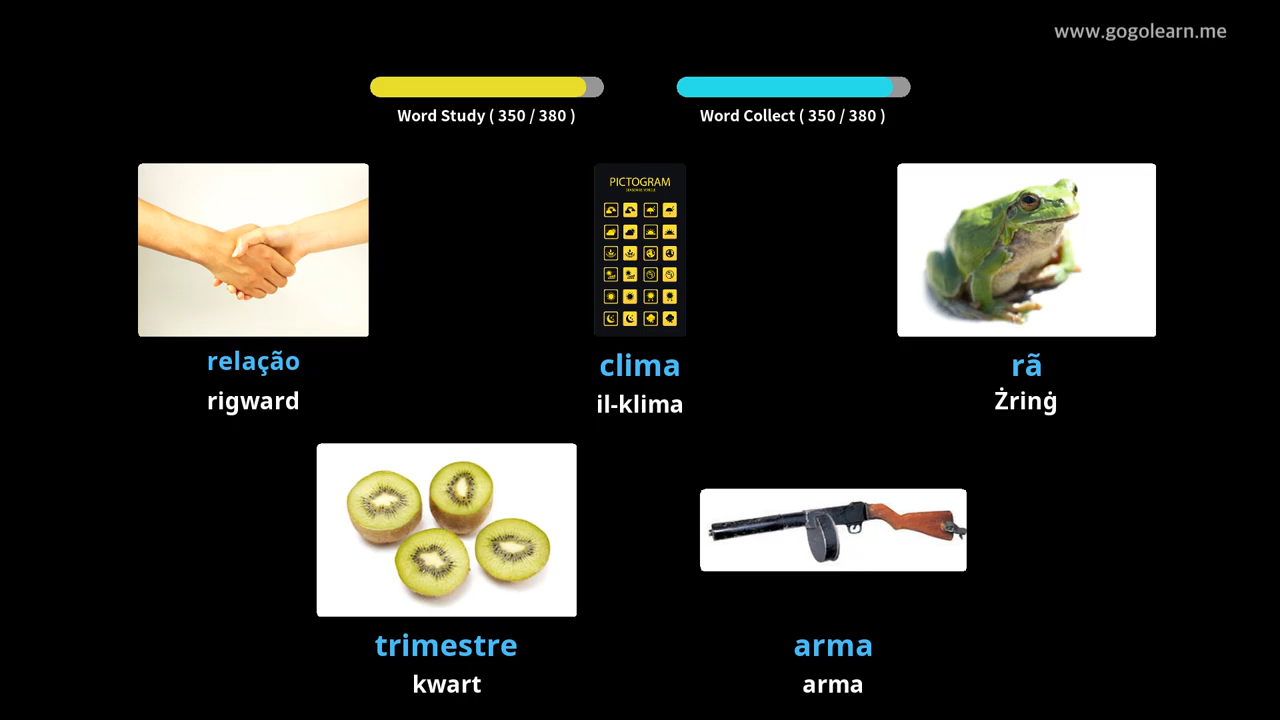 www.gogolearn.me
Word Study ( 350 / 380 )
Word Collect ( 350 / 380 )
PICTOGRAM
relação
rigward
clima
il-klima
rã
Żrinġ
trimestre
kwart
arma
arma